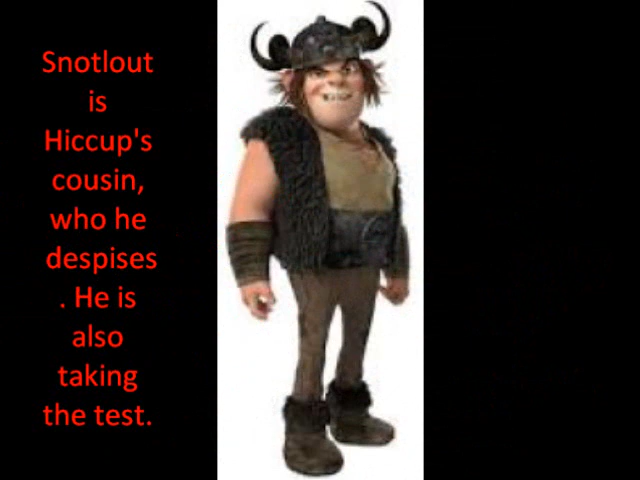 Snotlout
is
Hiccup's
cousin,
who he
despises
. He is
also
taking
the test.